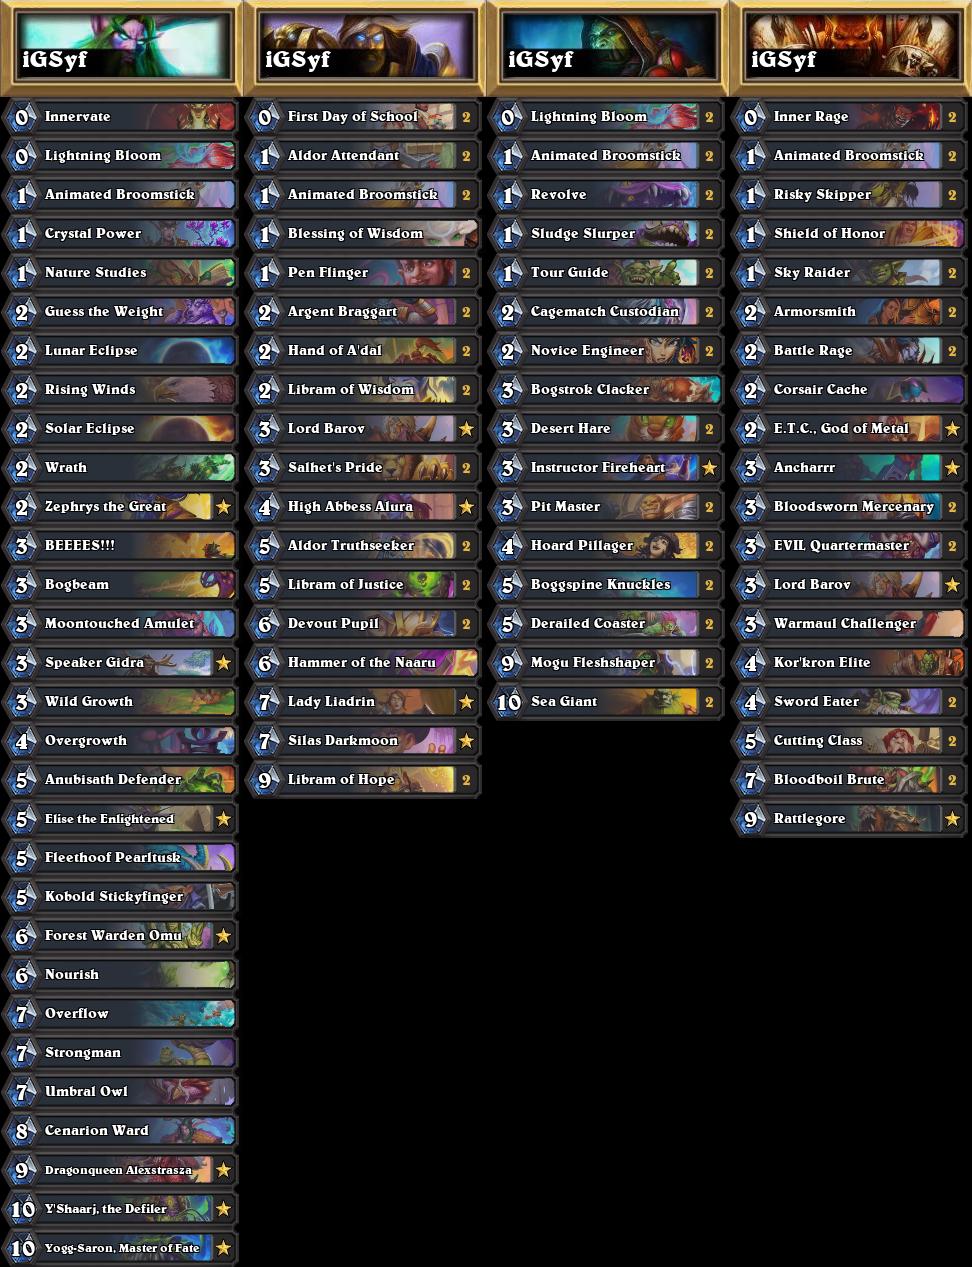 iGSyf
0 Innervate
0 Lightning Bloom
1 Animated Broomstick
1 Crystal Power
1 Nature Studies
2 Guess the Weight
2 Lunar Eclipse
2 Rising Winds
2 Solar Eclipse
2 Wrath
2 Zephrys the Great
3 BEEEES!!!
3 Bogbeam
3 Moontouched Amulet
3 Speaker Gidra
3 Wild Growth
4 Overgrowth
5 Anubisath Defender
5 Elise the Enlightened
5 Fleethoof Pearltusk
5 Kobold Stickyfinger
6 Forest Warden Omu
6 Nourish
7 Overflow
7 Strongman
7 Umbral Owl
8 Cenarion Ward
9 Dragonqueen Alexstrasza
10 Y'Shaarj, the Defiler
10 Yogg-Saron, Master of Fate
iGSyf
0 First Day of School 2
1 Aldor Attendant 2
1 Animated Broomstick 2
1 Blessing of Wisdom
1 Pen Flinger 2
2 Argent Braggart 2
2 Hand of A'dal 2
2 Libram of Wisdom 2
3 Lord Barov
3 Salhet's Pride 2
4 High Abbess Alura
5 Aldor Truthseeker 2
5 Libram of Justice 2
6 Devout Pupil 2
6 Hammer of the Naaru
7 Lady Liadrin
7 Silas Darkmoon
9 Libram of Hope 2
iGSyf
0 Lightning Bloom 2
1 Animated Broomstick 2
1 Revolve 2
1 Sludge Slurper 2
1 Tour Guide 2
2 Cagematch Custodian 2
2 Novice Engineer 2
3 Bogstrok Clacker
3 Desert Hare 2
3 Instructor Fireheart
3 Pit Master 2
4 Hoard Pillager 2
5 Boggspine Knuckles 2
5 Derailed Coaster 2
9 Mogu Fleshshaper 2
10 Sea Giant 2
iGSyf
0 Inner Rage 2
1 Animated Broomstick 2
1 Risky Skipper 2
1 Shield of Honor
1 Sky Raider 2
2 Armorsmith 2
2 Battle Rage 2
2 Corsair Cache
2 E.T.C., God of Metal
3 Ancharrr
3 Bloodsworn Mercenary 2
3 EVIL Quartermaster 2
3 Lord Barov
3 Warmaul Challenger
4 Kor'kron Elite
4 Sword Eater 2
5 Cutting Class 2
7 Bloodboil Brute 2
9 Rattlegore